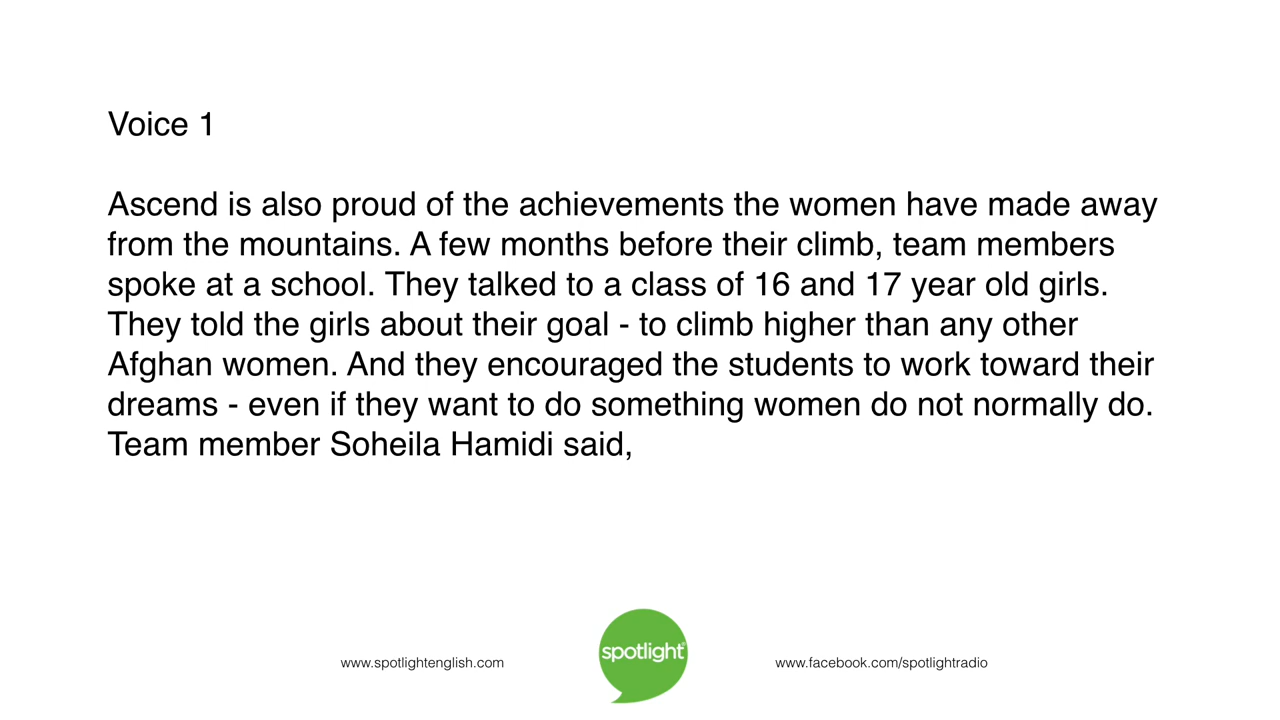 Voice 1
Ascend is also proud of the achievements the women have made away
from the mountains. A few months before their climb, team members
spoke at a school. They talked to a class of 16 and 17 year old girls.
They told the girls about their goal - to climb higher than any other
Afghan women. And they encouraged the students to work toward their
dreams - even if they want to do something women do not normally do.
Team member Soheila Hamidi said,
www.spotlightenglish.com
spotlight®
www.facebook.com/spotlightradio